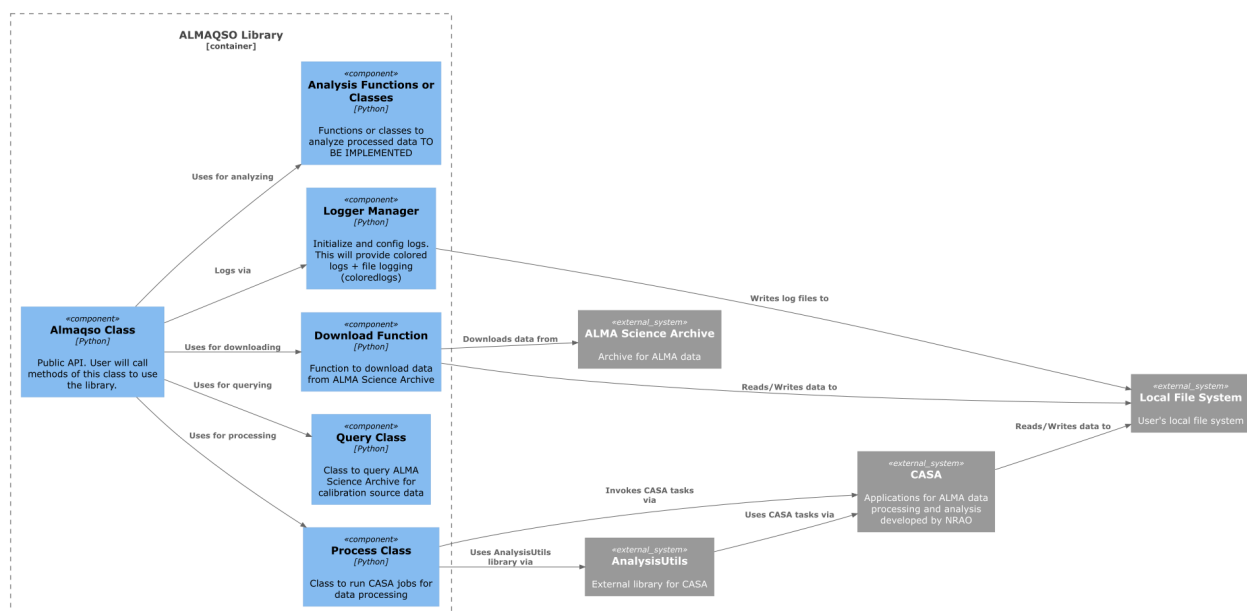 ALMAQSO Library
[container]
«component»
Analysis Functions or
Classes
[Python]
Functions or classes to
analyze processed data TO
BE IMPLEMENTED
Uses for analyzing
«component»
Logger Manager
[Python]
Initialize and config logs.
This will provide colored
logs + file logging
(coloredlogs)
Logs via
Writes log files to
«component»
Almaqso Class
[Python]
Public API. User will call
methods of this class to use
the library.
Uses for downloading
«component»
Download Function
[Python]
Function to download data
from ALMA Science Archive
Downloads data from
«external_system»
ALMA Science Archive
Archive for ALMA data
Reads/Writes data to
«external_system»
Local File System
User's local file system
Uses for querying
«component»
Query Class
[Python]
Class to query ALMA
Science Archive for
calibration source data
Reads/Writes data to
Uses for processing
«external_system»
CASA
Applications for ALMA data
processing and analysis
developed by NRAO
Invokes CASA tasks
via
Uses CASA tasks via
«component»
Process Class
[Python]
Class to run CASA jobs for
data processing
Uses AnalysisUtils
library via
«external_system»
AnalysisUtils
External library for CASA